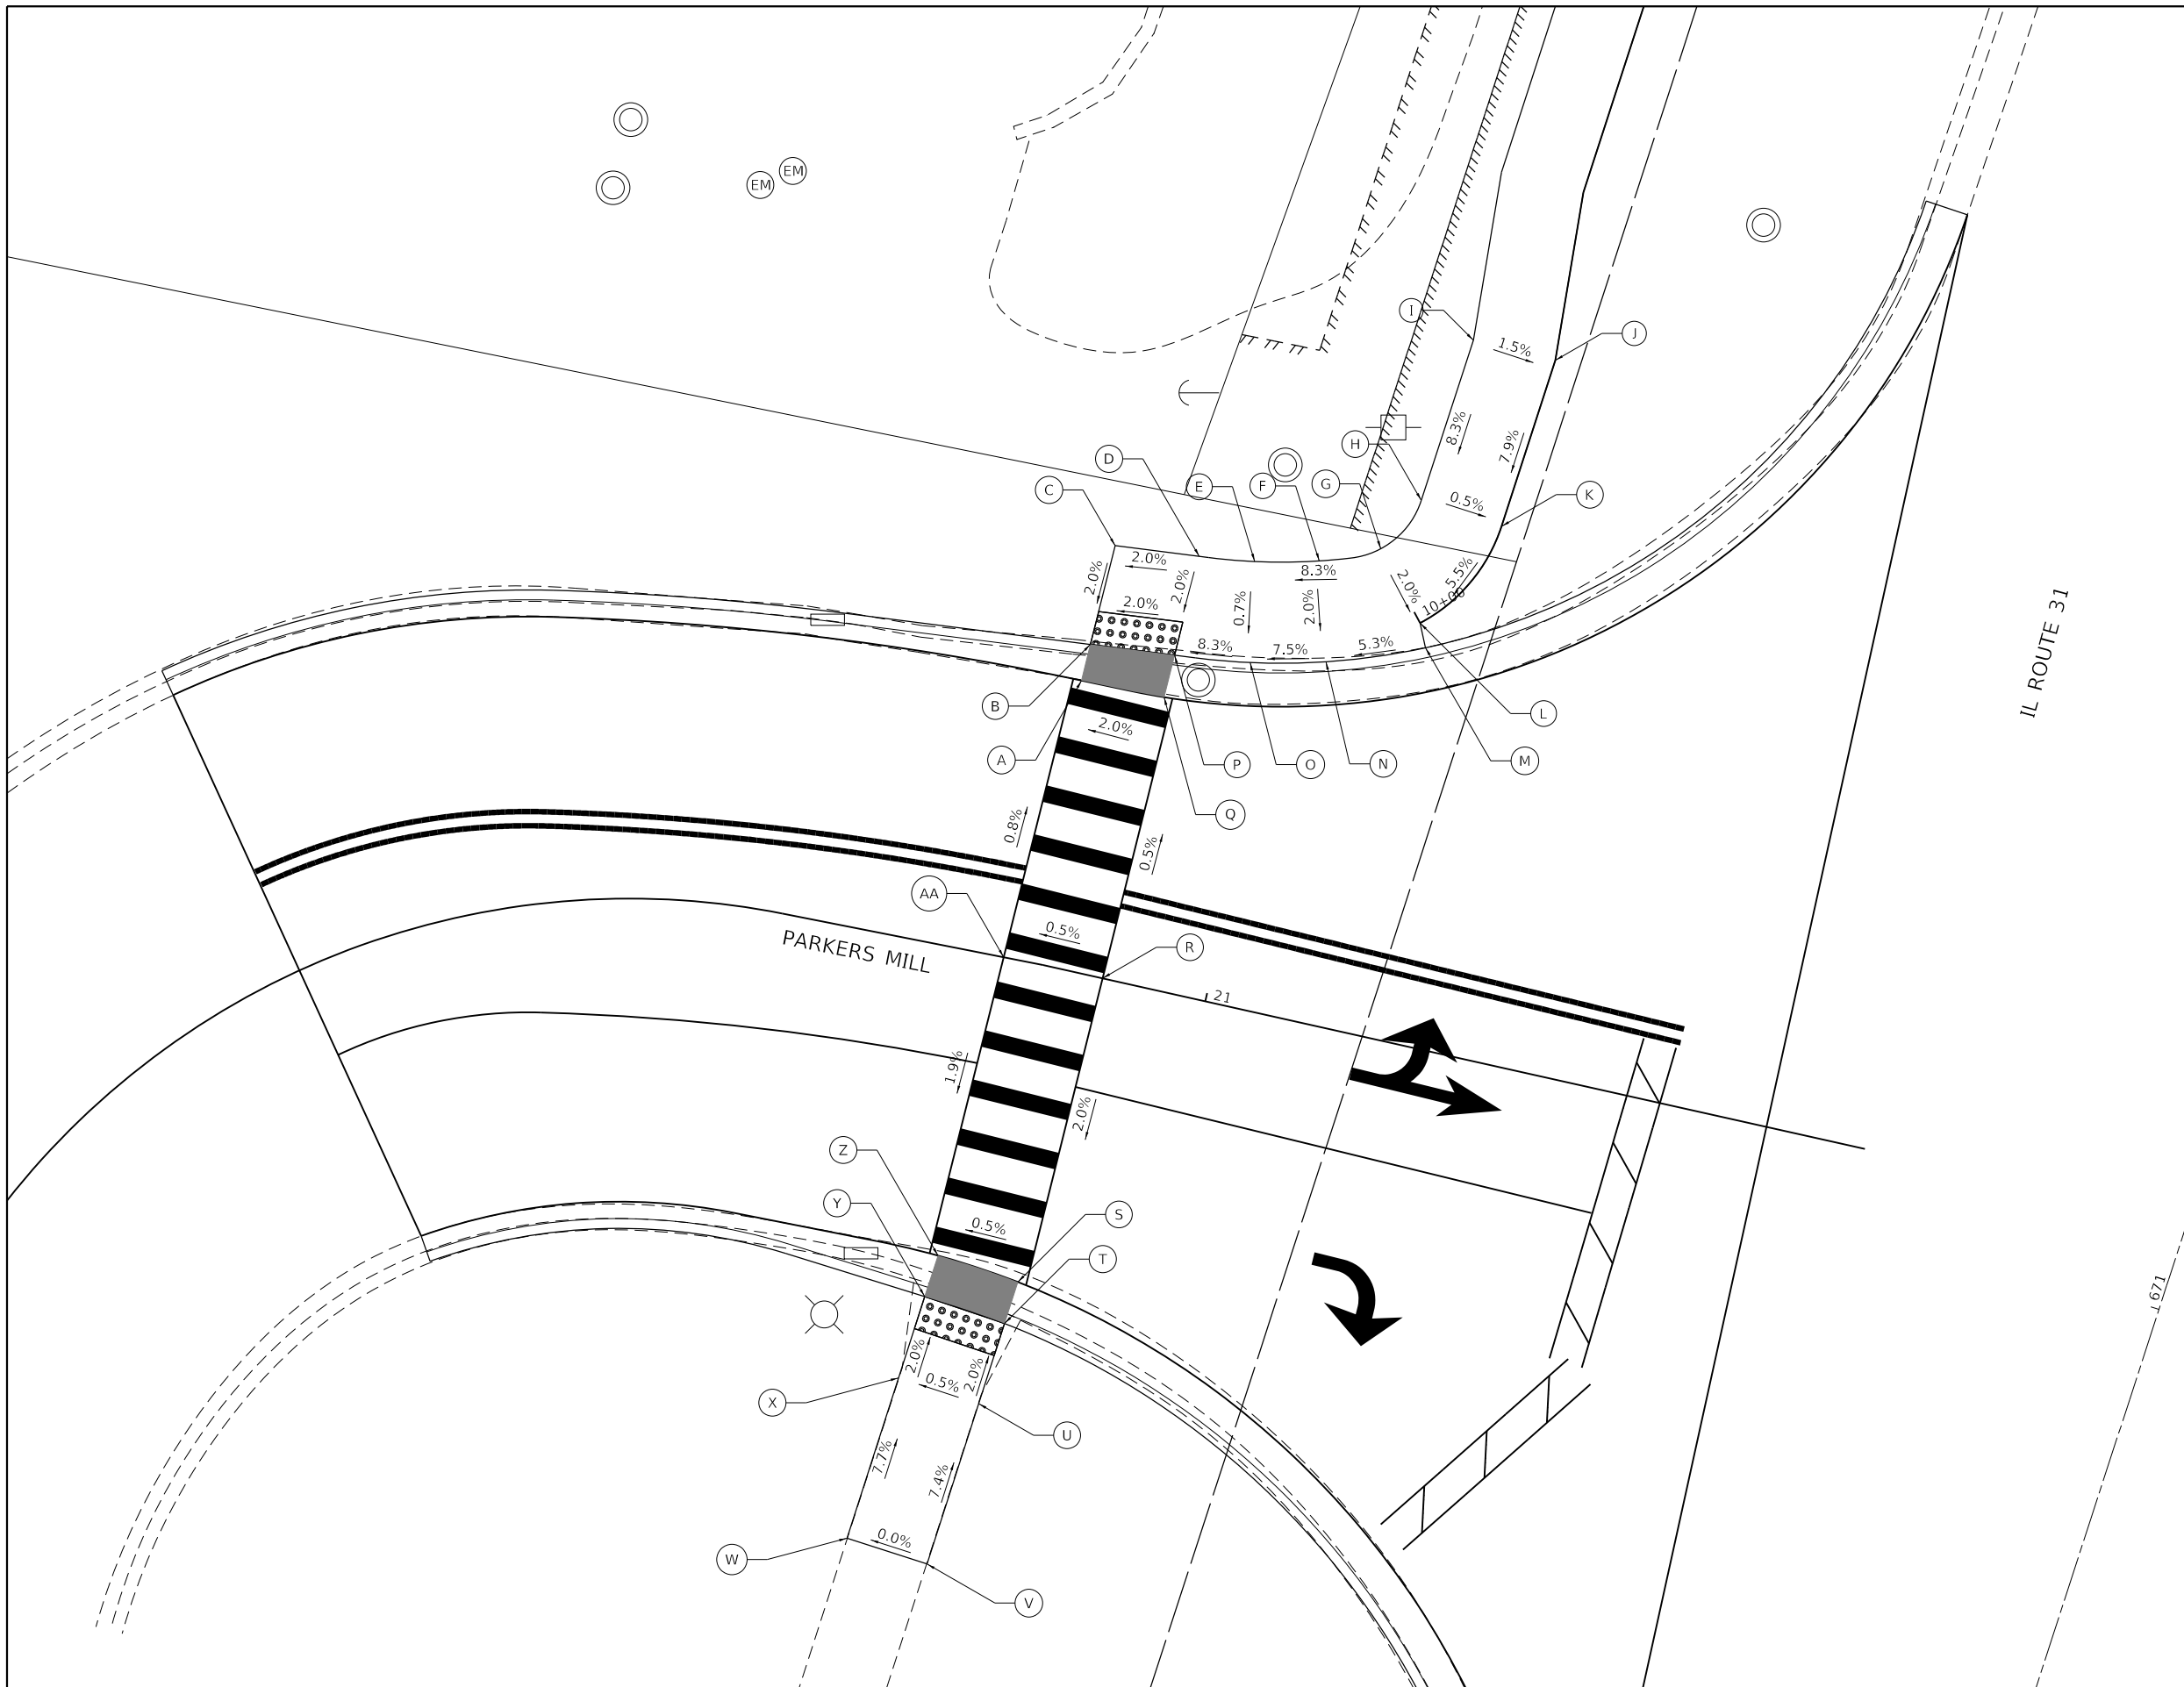 EM
EM
I
J
1.5%
8.3%
7.9%
H
D
C
E
F
G
K
0.5%
2.0%
2.0%
2.0%
8.3%
2.0%
5.5%
10+00
2.0%
0.7%
2.0%
8.3%
7.5%
5.3%
IL ROUTE 31
B
L
2.0%
A
P
O
N
M
Q
0.8%
0.5%
AA
0.5%
R
PARKERS MILL
21
1.9%
2.0%
Z
Y
S
0.5%
T
671
2.0%
2.0%
0.5%
X
U
7.7%
7.4%
0.0%
W
V